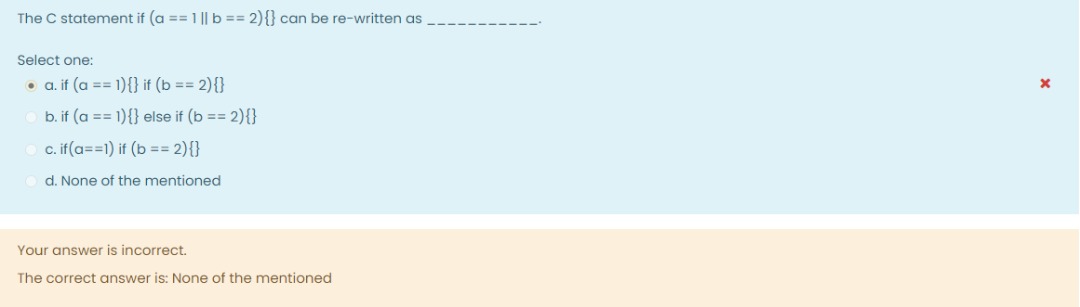 The C statement if (a == 1 || b == 2){} can be re-written as ___________.
Select one:
a. if (a == 1){} if (b == 2){}
b. if (a == 1){} else if (b == 2){}
c. if(a==1) if (b == 2){}
d. None of the mentioned
Your answer is incorrect.
The correct answer is: None of the mentioned